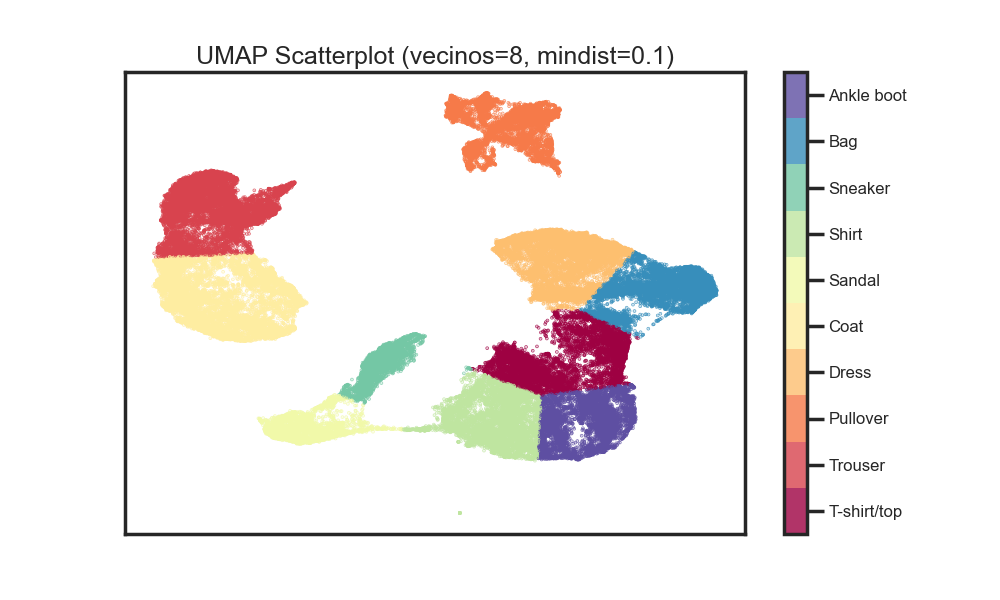 UMAP Scatterplot (vecinos=8, mindist=0.1)
Ankle boot
Bag
Sneaker
Shirt
Sandal
Coat
Dress
Pullover
Trouser
T-shirt/top